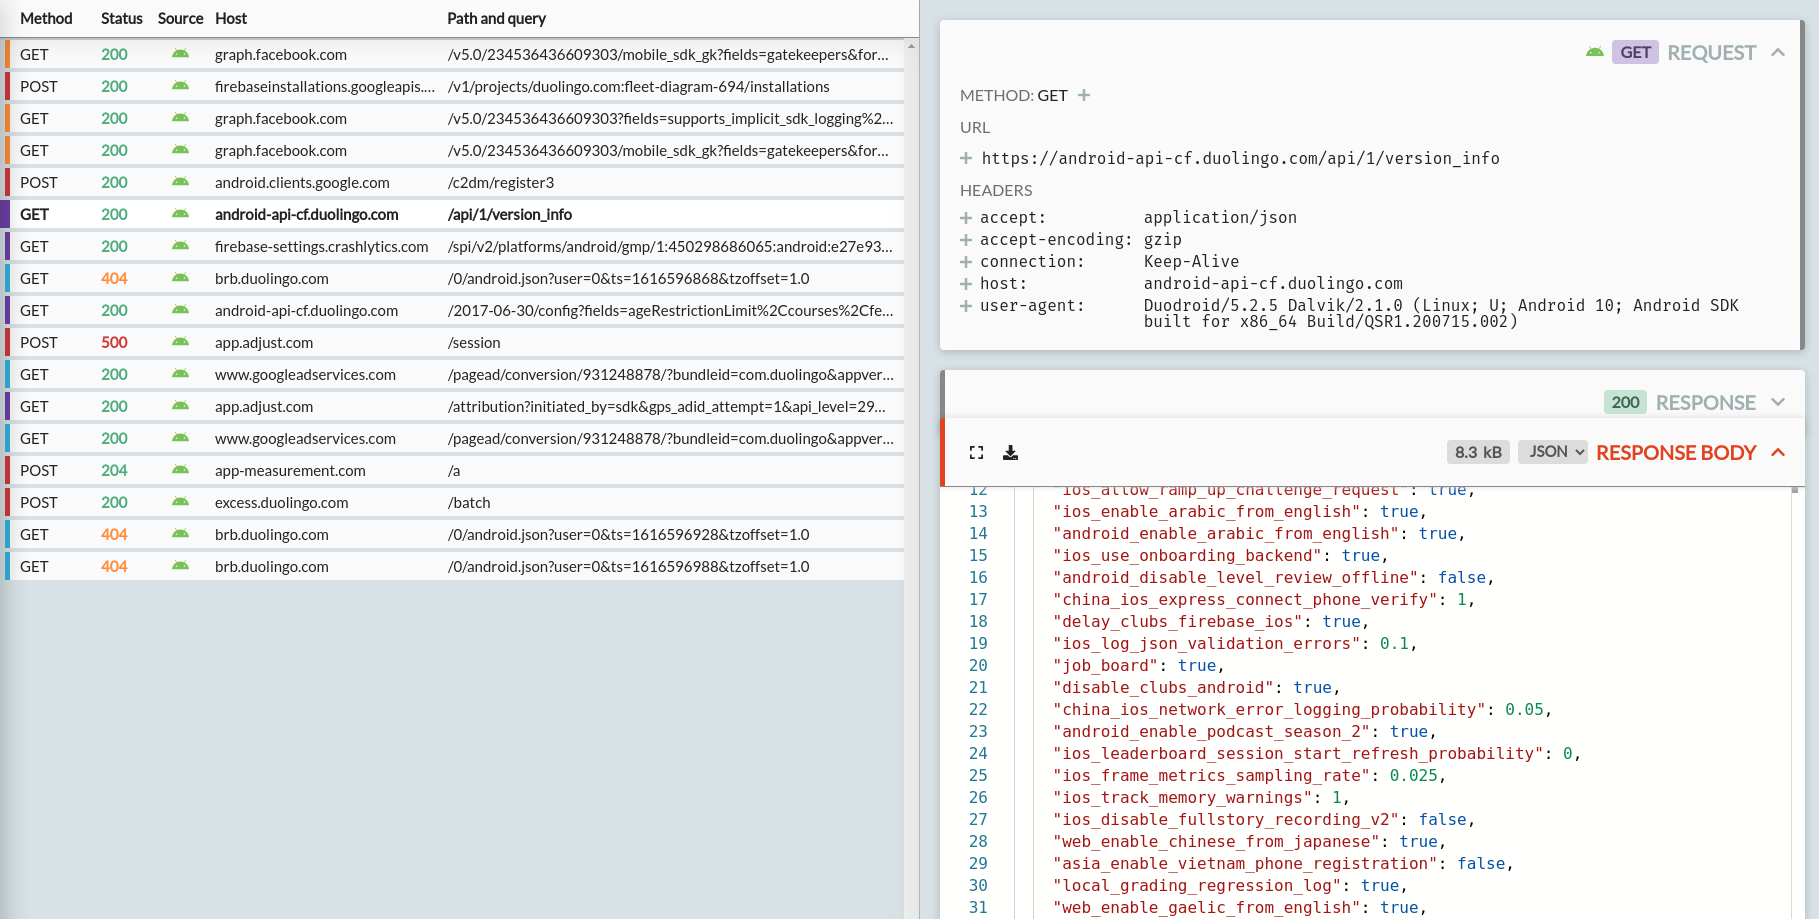 Method Status Source Host Path and query
GET 200 graph.facebook.com /v5.0/234536436609303/mobile_sdk_gk?fields=gatekeepers&for...
POST 200 firebaseinstallations.googleapis.... /v1/projects/duolingo.com:fleet-diagram-694/installations
GET 200 graph.facebook.com /v5.0/234536436609303?fields=supports_implicit_sdk_logging%2...
GET 200 graph.facebook.com /v5.0/234536436609303/mobile_sdk_gk?fields=gatekeepers&for...
POST 200 android.clients.google.com /c2dm/register3
GET 200 android-api-cf.duolingo.com /api/1/version_info
GET 200 firebase-settings.crashlytics.com /spi/v2/platforms/android/gmp/1:450298686065:android:e27e93...
GET 404 brb.duolingo.com /0/android.json?user=0&ts=1616596868&tzoffset=1.0
GET 200 android-api-cf.duolingo.com /2017-06-30/config?fields=ageRestrictionLimit%2Ccourses%2Cfe...
POST 500 app.adjust.com /session
GET 200 www.googleadservices.com /pagead/conversion/931248878/?bundleid=com.duolingo&appver...
GET 200 app.adjust.com /attribution?initiated_by=sdk&gps_adid_attempt=1&api_level=29...
GET 200 www.googleadservices.com /pagead/conversion/931248878/?bundleid=com.duolingo&appver...
POST 204 app-measurement.com /a
POST 200 excess.duolingo.com /batch
GET 404 brb.duolingo.com /0/android.json?user=0&ts=1616596928&tzoffset=1.0
GET 404 brb.duolingo.com /0/android.json?user=0&ts=1616596988&tzoffset=1.0
GET REQUEST
METHOD: GET
URL
https://android-api-cf.duolingo.com/api/1/version_info
HEADERS
accept: application/json
accept-encoding: gzip
connection: Keep-Alive
host: android-api-cf.duolingo.com
user-agent: Duodroid/5.2.5 Dalvik/2.1.0 (Linux; U; Android 10; Android SDK
built for x86_64 Build/QSR1.200715.002)
200 RESPONSE
8.3 kB JSON RESPONSE BODY
12 "ios_allow_ramp_up_challenge_request": true,
13 "ios_enable_arabic_from_english": true,
14 "android_enable_arabic_from_english": true,
15 "ios_use_onboarding_backend": true,
16 "android_disable_level_review_offline": false,
17 "china_ios_express_connect_phone_verify": 1,
18 "delay_clubs_firebase_ios": true,
19 "ios_log_json_validation_errors": 0.1,
20 "job_board": true,
21 "disable_clubs_android": true,
22 "china_ios_network_error_logging_probability": 0.05,
23 "android_enable_podcast_season_2": true,
24 "ios_leaderboard_session_start_refresh_probability": 0,
25 "ios_frame_metrics_sampling_rate": 0.025,
26 "ios_track_memory_warnings": 1,
27 "ios_disable_fullstory_recording_v2": false,
28 "web_enable_chinese_from_japanese": true,
29 "asia_enable_vietnam_phone_registration": false,
30 "local_grading_regression_log": true,
31 "web_enable_gaelic_from_english": true,